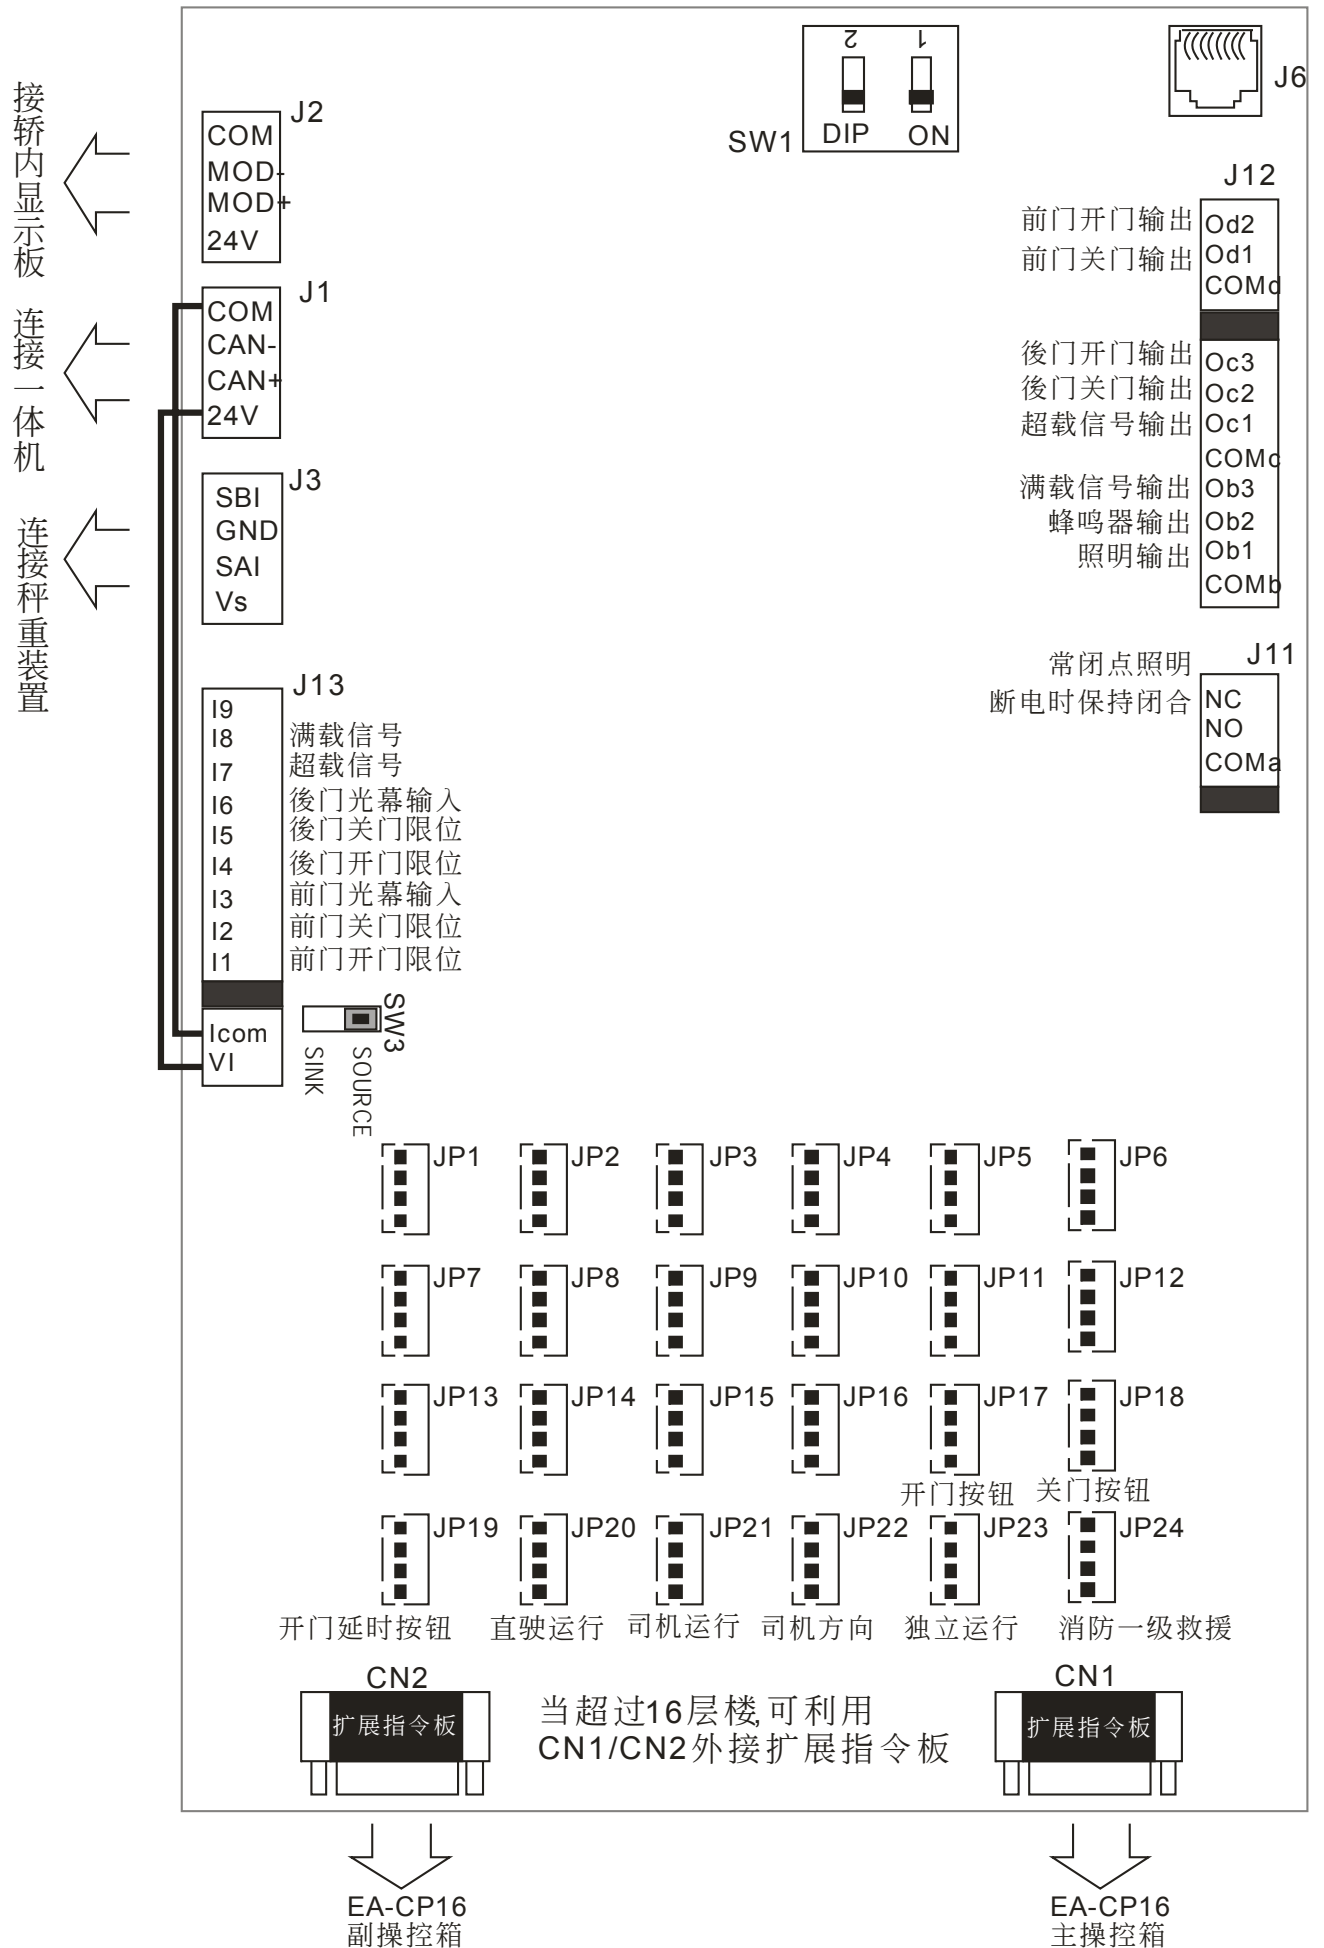 2 1
DIP ON
SW1
J6
接轿内显示板
J2
COM
MOD-
MOD+
24V
连接一体机
J1
COM
CAN-
CAN+
24V
连接秤重装置
J3
SBI
GND
SAI
Vs
J13
I9
I8 满载信号
I7 超载信号
I6 後门光幕输入
I5 後门关门限位
I4 後门开门限位
I3 前门光幕输入
I2 前门关门限位
I1 前门开门限位
Icom
VI
SW3
SINK
SOURCE
J12
前门开门输出 Od2
前门关门输出 Od1
COMd
後门开门输出 Oc3
後门关门输出 Oc2
超载信号输出 Oc1
COMc
满载信号输出 Ob3
蜂鸣器输出 Ob2
照明输出 Ob1
COMb
J11
常闭点照明
断电时保持闭合 NC
NO
COMa
JP1 JP2 JP3 JP4 JP5 JP6
JP7 JP8 JP9 JP10 JP11 JP12
JP13 JP14 JP15 JP16 JP17 JP18
开门按钮 关门按钮
JP19 JP20 JP21 JP22 JP23 JP24
开门延时按钮 直驶运行 司机运行 司机方向 独立运行 消防一级救援
CN2
扩展指令板
当超过16层楼,可利用
CN1/CN2外接扩展指令板
CN1
扩展指令板
EA-CP16
副操控箱
EA-CP16
主操控箱